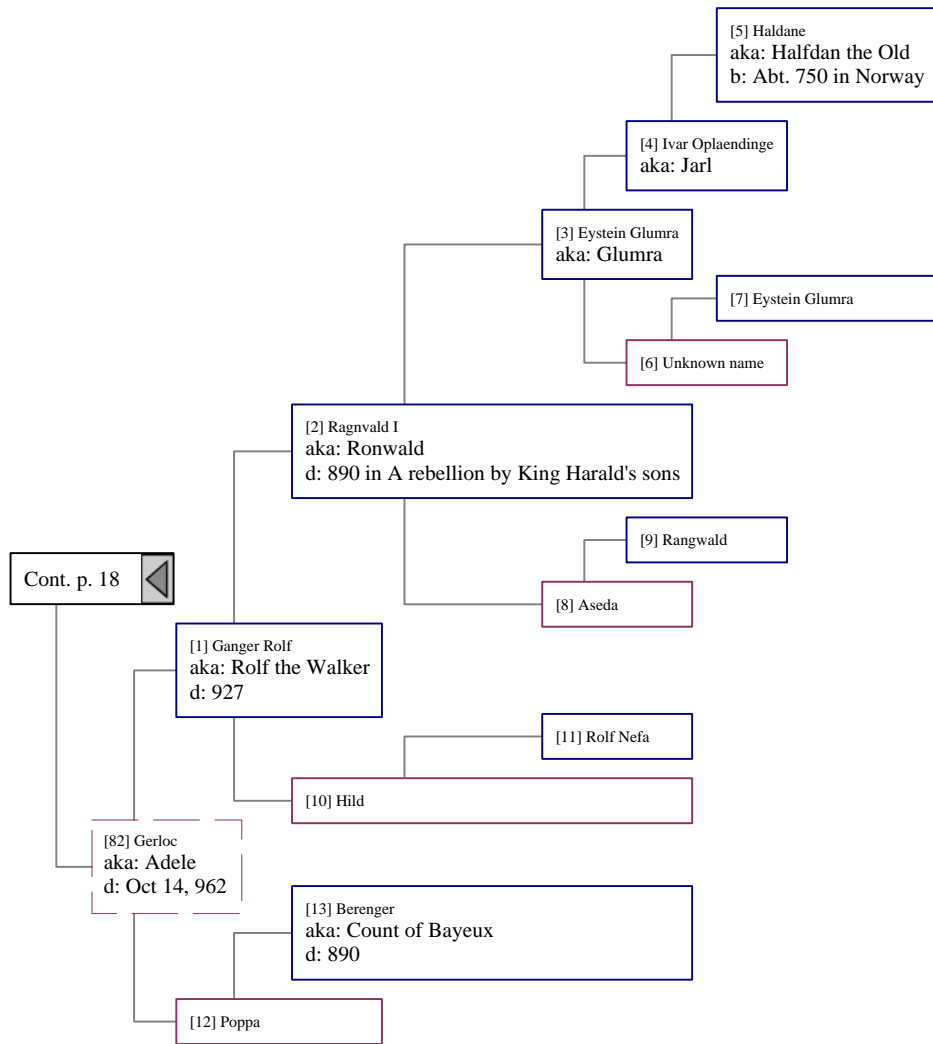 [5] Haldane
aka: Halfdan the Old
b: Abt. 750 in Norway
[4] Ivar Oplaendinge
aka: Jarl
[3] Eystein Glumra
aka: Glumra
[7] Eystein Glumra
[6] Unknown name
[2] Ragnvald I
aka: Ronwald
d: 890 in A rebellion by King Harald's sons
[9] Rangwald
Cont. p. 18
[8] Aseda
[1] Ganger Rolf
aka: Rolf the Walker
d: 927
[11] Rolf Nefa
[10] Hild
[82] Gerloc
aka: Adele
d: Oct 14, 962
[13] Berenger
aka: Count of Bayeux
d: 890
[12] Poppa